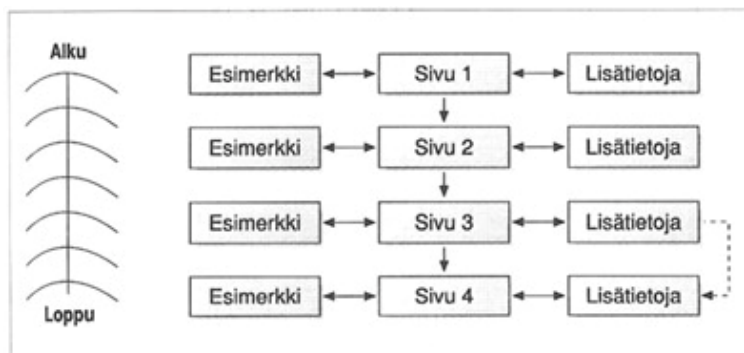 Alku
Esimerkki Sivu 1 Lisätietoja
Esimerkki Sivu 2 Lisätietoja
Esimerkki Sivu 3 Lisätietoja
Esimerkki Sivu 4 Lisätietoja
Loppu